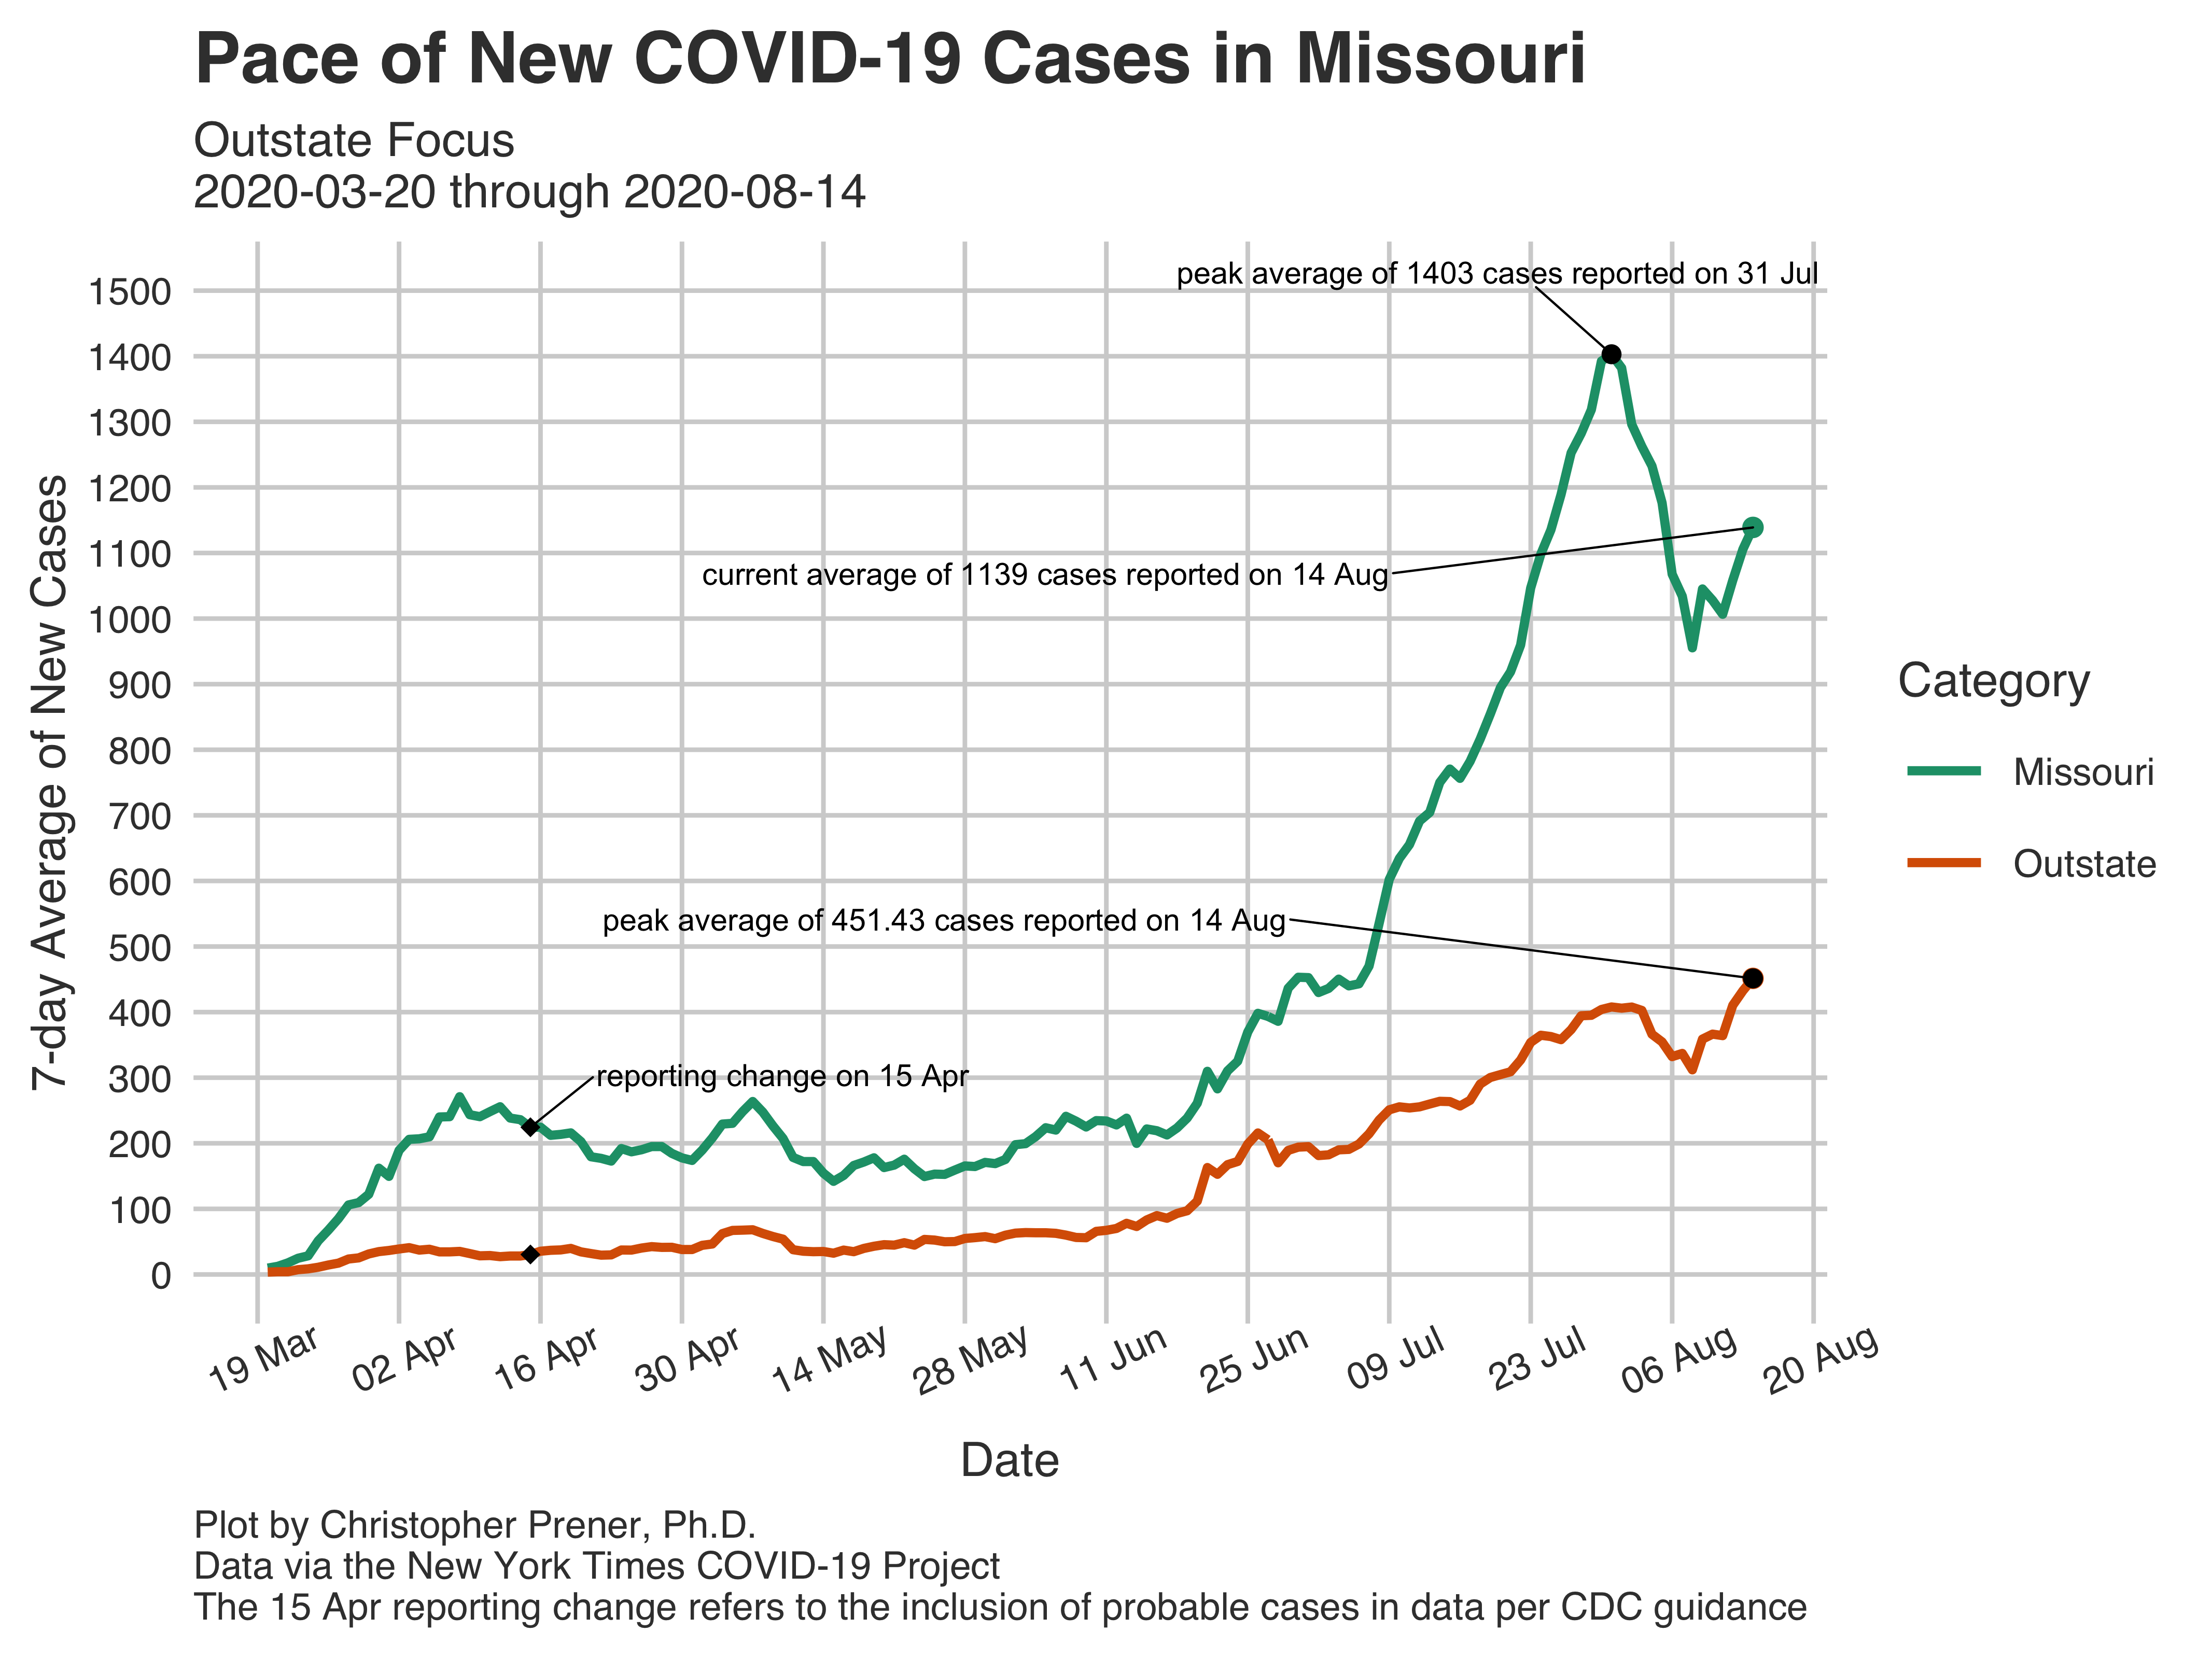 Pace of New COVID-19 Cases in Missouri
Outstate Focus
2020-03-20 through 2020-08-14
7-day Average of New Cases
1500
1400
1300
1200
1100
1000
900
800
700
600
500
400
300
200
100
0
peak average of 1403 cases reported on 31 Jul
current average of 1139 cases reported on 14 Aug
peak average of 451.43 cases reported on 14 Aug
reporting change on 15 Apr
Category
Missouri
Outstate
19 Mar
02 Apr
16 Apr
30 Apr
14 May
28 May
11 Jun
25 Jun
09 Jul
23 Jul
06 Aug
20 Aug
Date
Plot by Christopher Prener, Ph.D.
Data via the New York Times COVID-19 Project
The 15 Apr reporting change refers to the inclusion of probable cases in data per CDC guidance